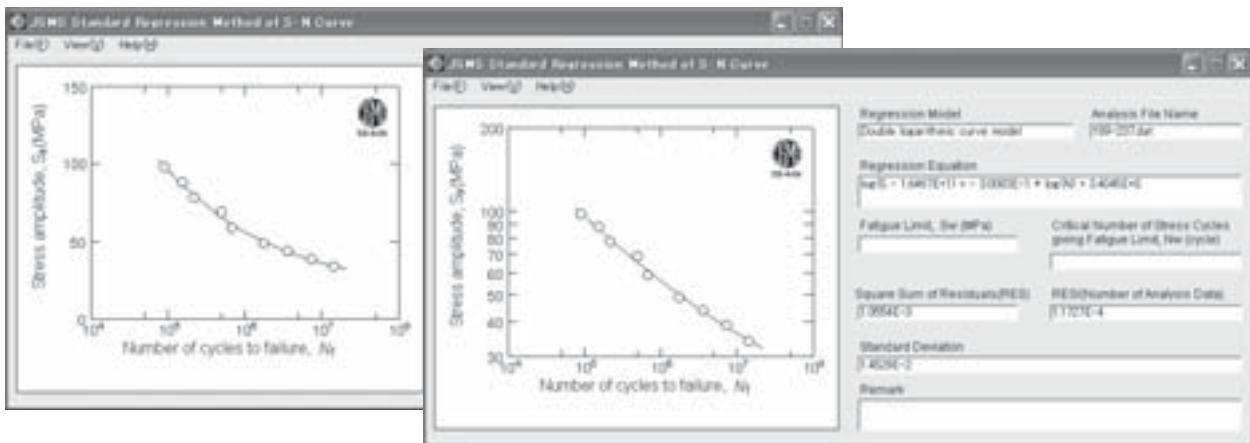 JSMS Standard Regression Method of S-N Curve
File(F) View(V) Help(H)
150
100
50
0
10⁴ 10⁵ 10⁶ 10⁷ 10⁸
Stress amplitude, Sₐ(MPa)
Number of cycles to failure, Nf
JSMS Standard Regression Method of S-N Curve
File(F) View(V) Help(H)
200
100
90
80
70
60
50
40
30
10⁴ 10⁵ 10⁶ 10⁷ 10⁸
Stress amplitude, Sₐ(MPa)
Number of cycles to failure, Nf
Regression Model
Analysis File Name
Double logarithmic curve model
Regression Equation
Fatigue Limit, Sw (MPa)
Critical Number of Stress Cycles
giving Fatigue Limit, Nw (cycle)
Square Sum of Residuals(RES)
RES(Number of Analysis Data)
Standard Deviation
Remark